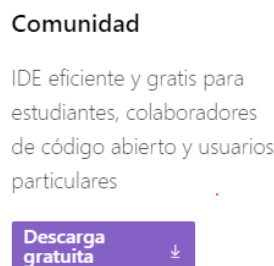 Comunidad
IDE eficiente y gratis para
estudiantes, colaboradores
de código abierto y usuarios
particulares
Descarga
gratuita